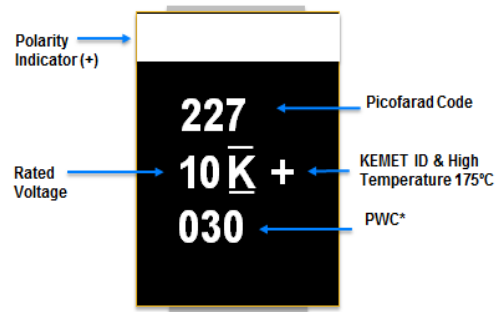 Polarity
Indicator (+)
227
Picofarad Code
Rated
Voltage
10 K +
KEMET ID & High
Temperature 175°C
030
PWC*